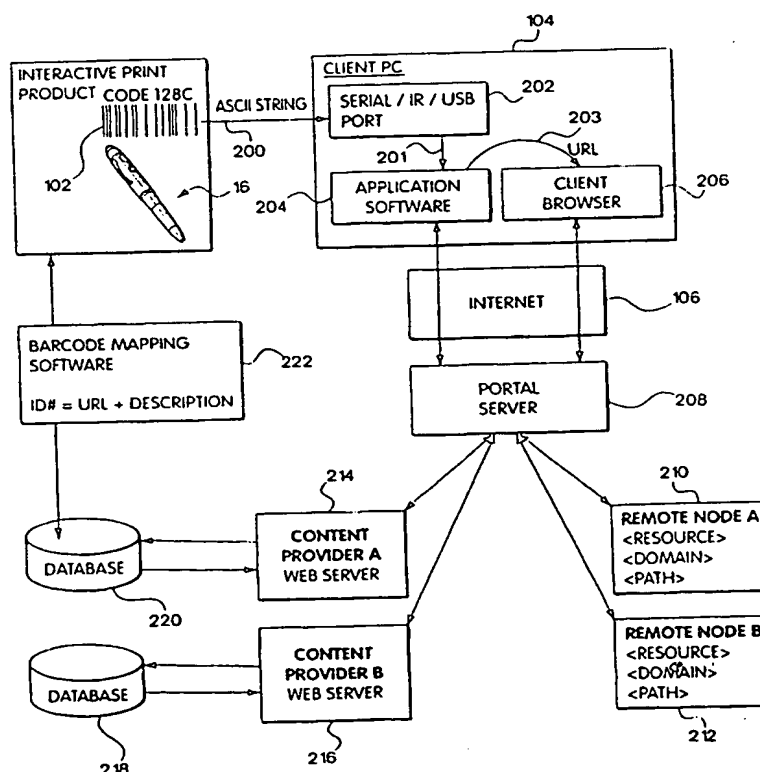 104
INTERACTIVE PRINT
PRODUCT
CODE 128C
102
16
ASCII STRING
200
CLIENT PC
SERIAL / IR / USB
PORT
202
203
201
URL
204
APPLICATION
SOFTWARE
CLIENT
BROWSER
206
INTERNET
106
BARCODE MAPPING
SOFTWARE
222
ID# = URL + DESCRIPTION
PORTAL
SERVER
208
214
210
DATABASE
220
CONTENT
PROVIDER A
WEB SERVER
REMOTE NODE A
<RESOURCE>
<DOMAIN>
<PATH>
DATABASE
218
CONTENT
PROVIDER B
WEB SERVER
216
REMOTE NODE B
<RESOURCE>
<DOMAIN>
<PATH>
212